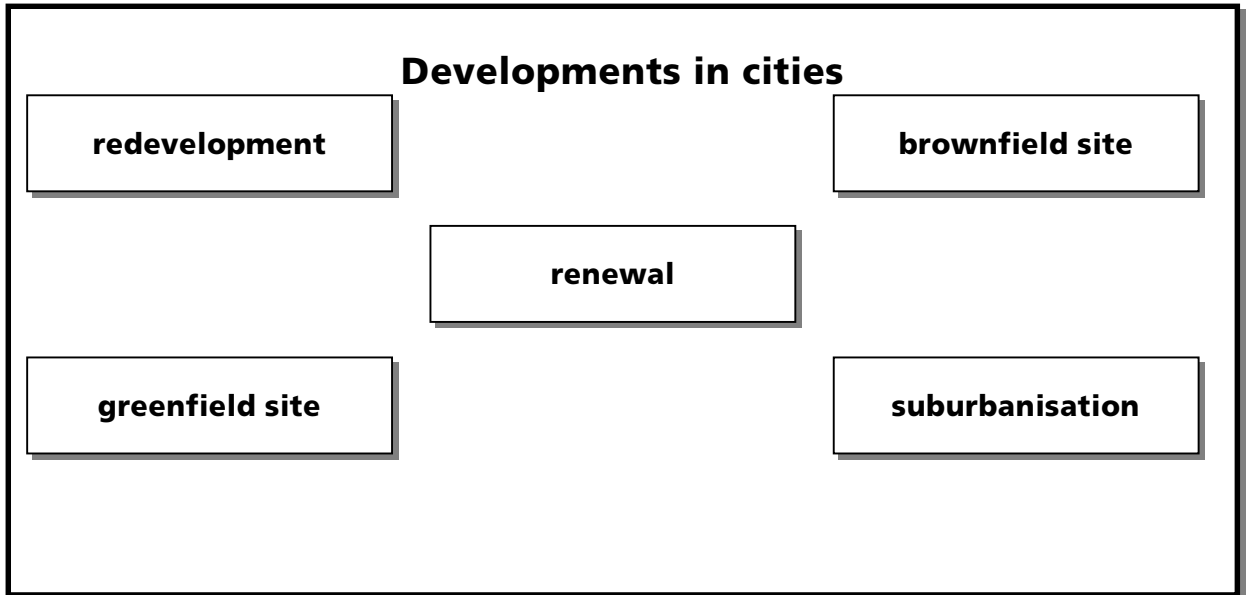 Developments in cities
redevelopment
brownfield site
renewal
greenfield site
suburbanisation